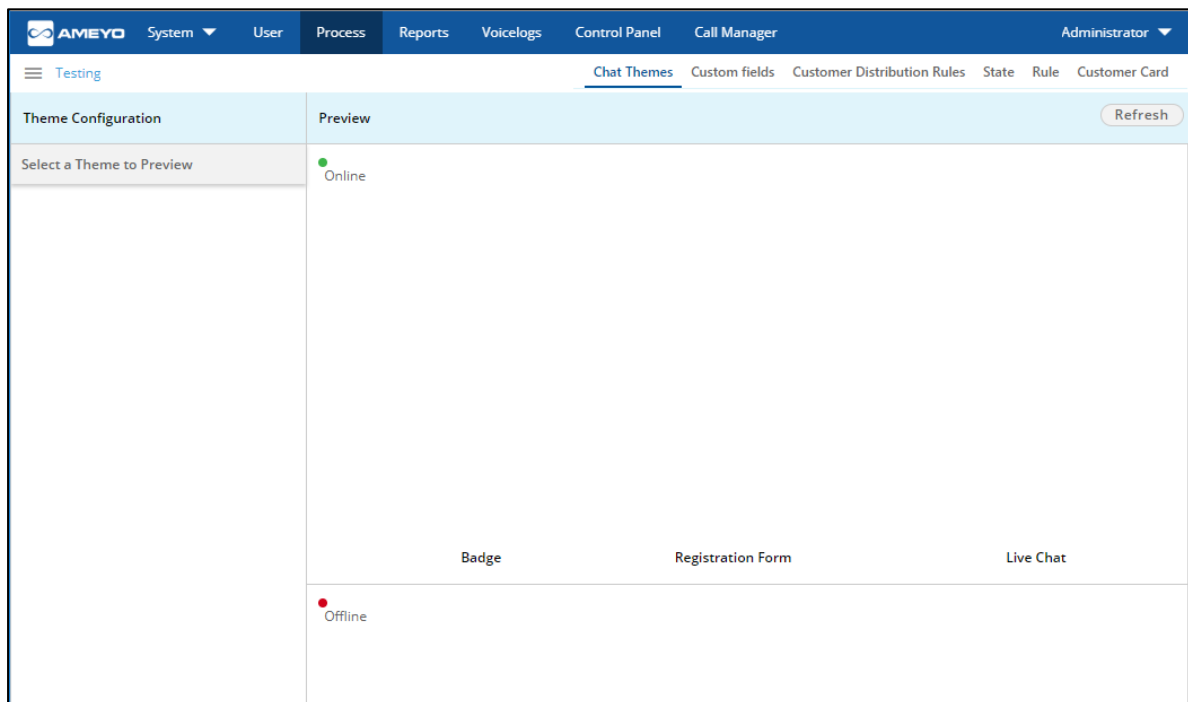 AMEYO System User Process Reports Voicelogs Control Panel Call Manager Administrator
Testing Chat Themes Custom fields Customer Distribution Rules State Rule Customer Card
Theme Configuration Preview Refresh
Select a Theme to Preview
Online
Badge Registration Form Live Chat
Offline